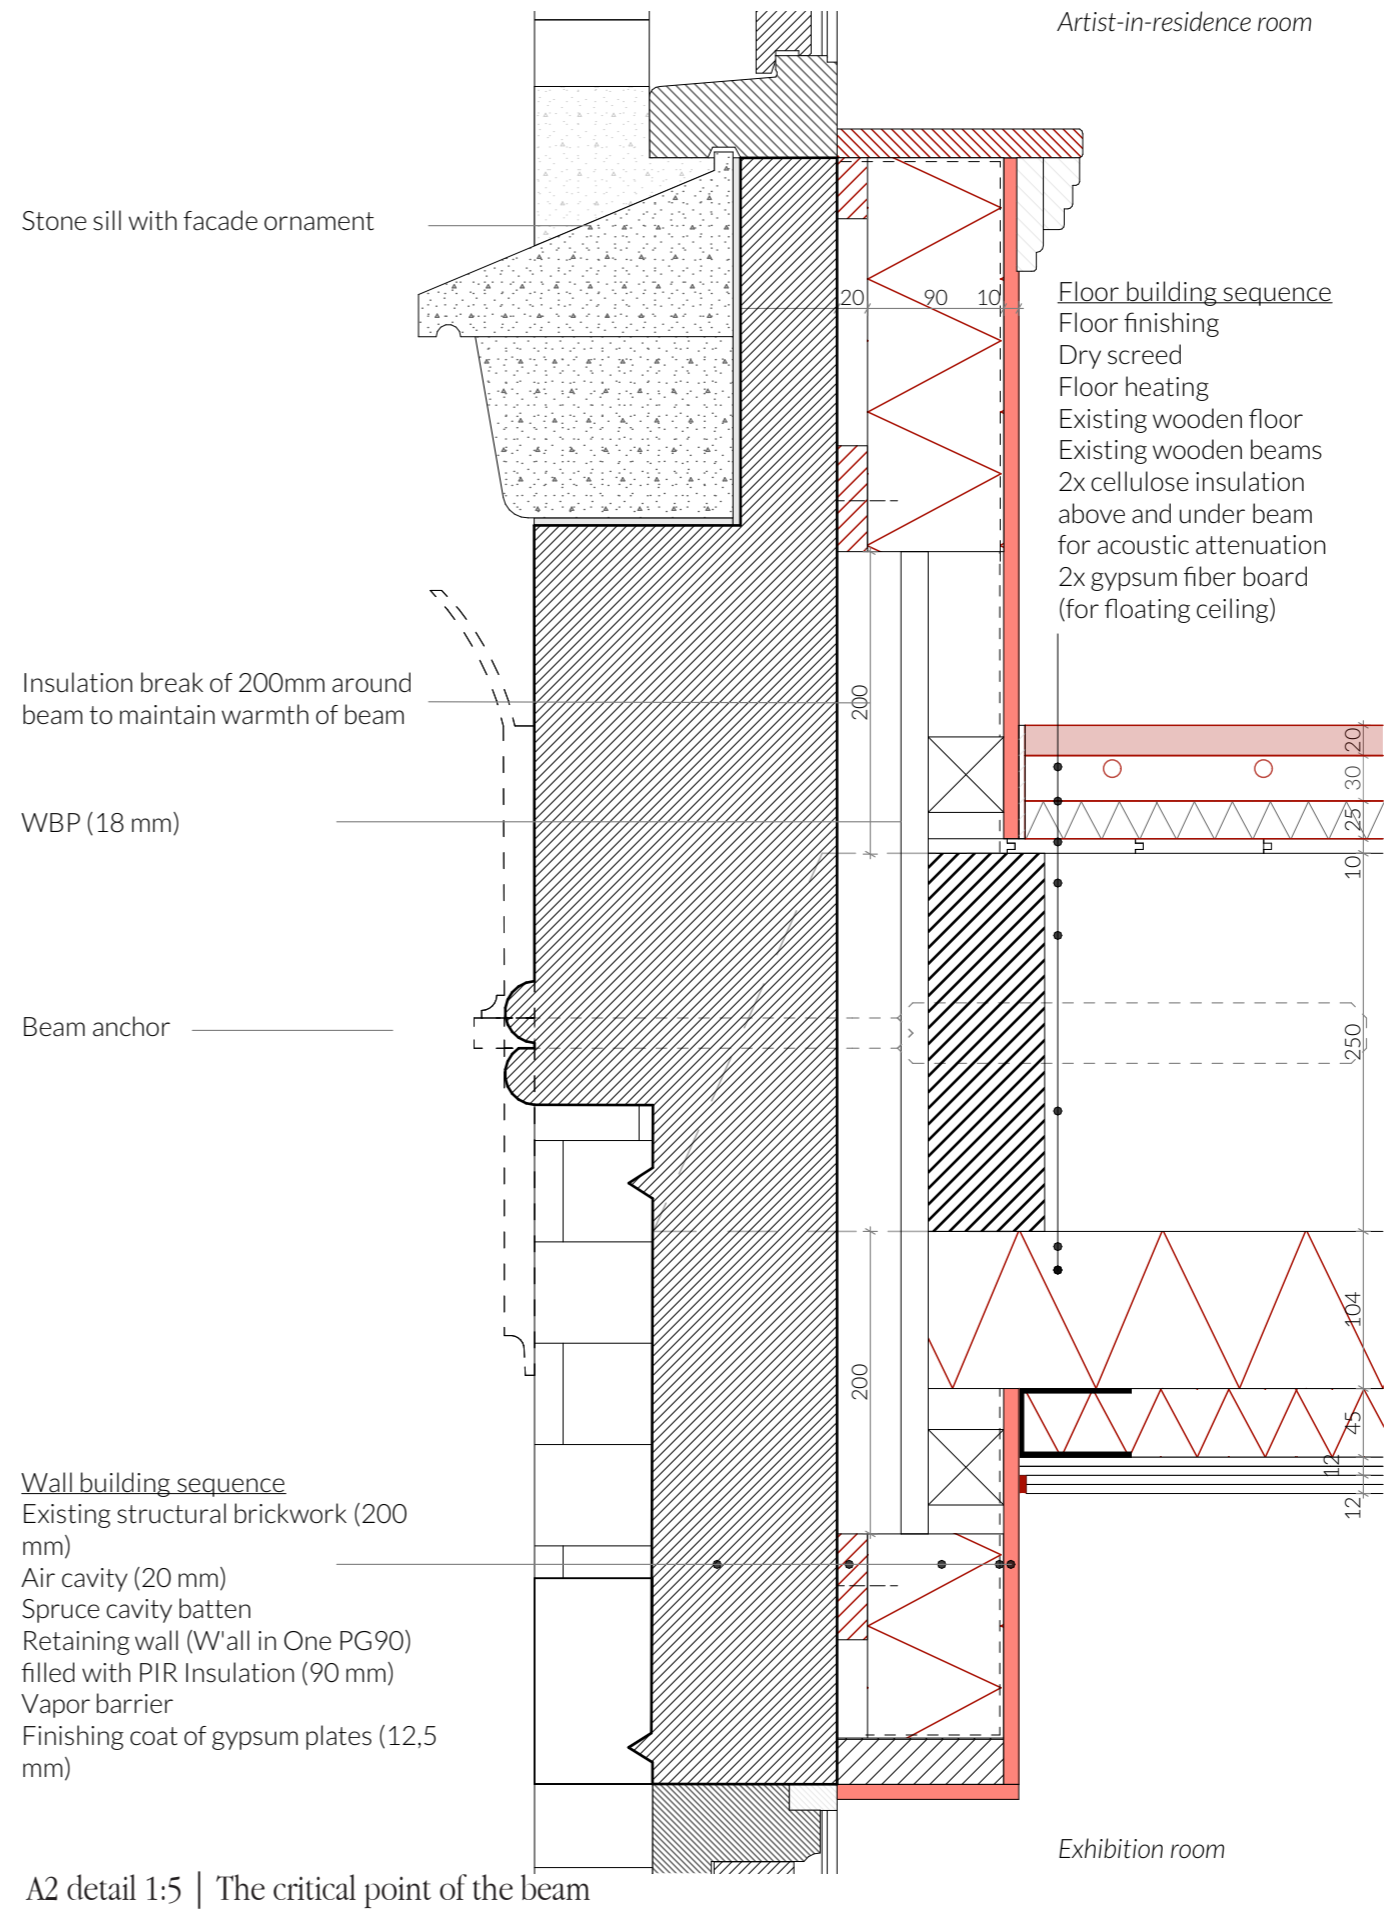 Artist-in-residence room
Stone sill with facade ornament
20
90
10
Floor building sequence
Floor finishing
Dry screed
Floor heating
Existing wooden floor
Existing wooden beams
2x cellulose insulation
above and under beam
for acoustic attenuation
2x gypsum fiber board
(for floating ceiling)
Insulation break of 200mm around
beam to maintain warmth of beam
200
20
30
25
10
WBP (18 mm)
Beam anchor
250
104
200
45
12
12
Wall building sequence
Existing structural brickwork (200
mm)
Air cavity (20 mm)
Spruce cavity batten
Retaining wall (W'all in One PG90)
filled with PIR Insulation (90 mm)
Vapor barrier
Finishing coat of gypsum plates (12,5
mm)
Exhibition room
A2 detail 1:5 | The critical point of the beam